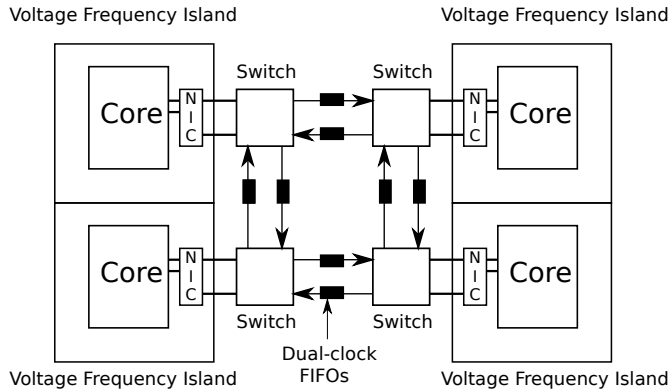 Voltage Frequency Island
Voltage Frequency Island
Switch
Switch
Core
N
I
C
N
I
C
Core
Core
N
I
C
N
I
C
Core
Switch
Switch
Dual-clock
FIFOs
Voltage Frequency Island
Voltage Frequency Island